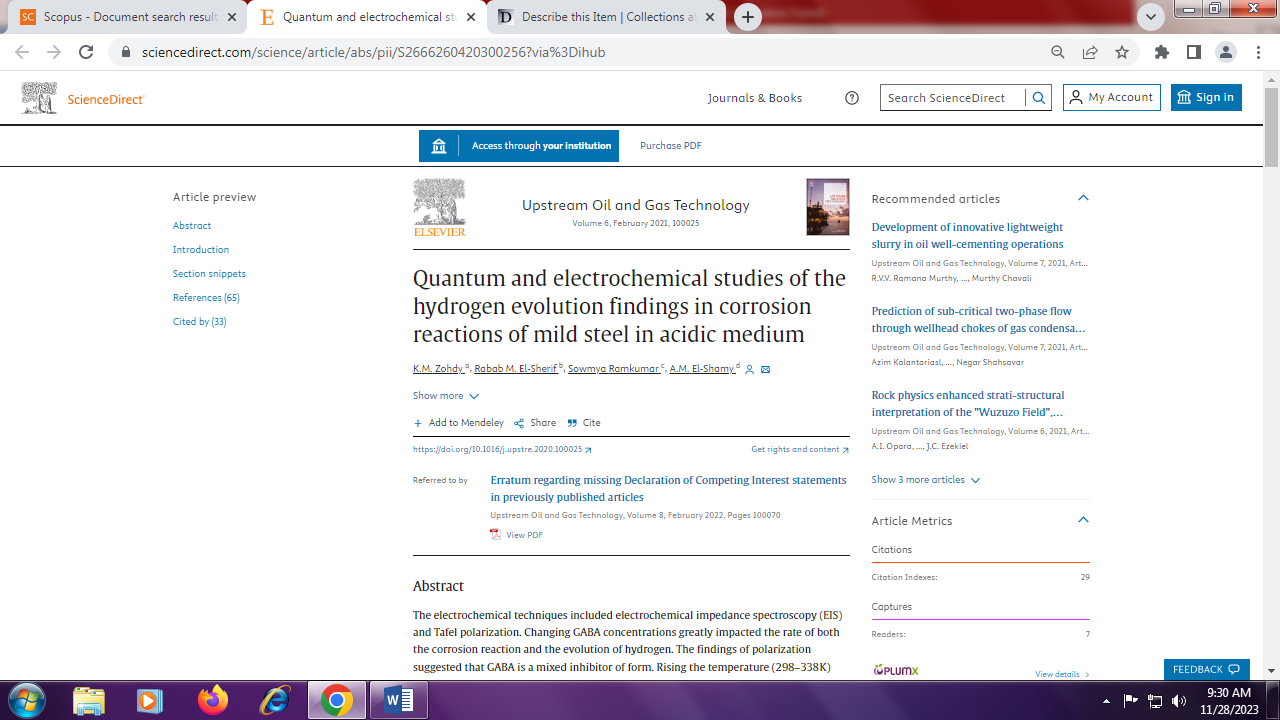 Scopus - Document search result
Quantum and electrochemical st
Describe this Item | Collections a
sciencedirect.com/science/article/abs/pii/S2666260420300256?via%3Dihub
ScienceDirect
Journals & Books
Search ScienceDirect
My Account
Sign in
Access through your institution
Purchase PDF
Article preview
Abstract
Introduction
Section snippets
References (65)
Cited by (33)
ELSEVIER
Upstream Oil and Gas Technology
Volume 6, February 2021, 100025
Quantum and electrochemical studies of the
hydrogen evolution findings in corrosion
reactions of mild steel in acidic medium
K.M. Zohdy a, Rabab M. El-Sherif b, Sowmya Ramkumar c, A.M. El-Shamy d
Show more
Add to Mendeley
Share
Cite
https://doi.org/10.1016/j.upstre.2020.100025
Get rights and content
Referred to by
Erratum regarding missing Declaration of Competing Interest statements
in previously published articles
Upstream Oil and Gas Technology, Volume 8, February 2022, Pages 100070
View PDF
Abstract
The electrochemical techniques included electrochemical impedance spectroscopy (EIS)
and Tafel polarization. Changing GABA concentrations greatly impacted the rate of both
the corrosion reaction and the evolution of hydrogen. The findings of polarization
suggested that GABA is a mixed inhibitor of form. Rising the temperature (298–338K)
Recommended articles
Development of innovative lightweight
slurry in oil well-cementing operations
Upstream Oil and Gas Technology, Volume 7, 2021, Art...
R.V.V. Ramana Murthy, ..., Murthy Chavali
Prediction of sub-critical two-phase flow
through wellhead chokes of gas condensa...
Upstream Oil and Gas Technology, Volume 7, 2021, Art...
Azim Kalantariasl, ..., Negar Shahsavar
Rock physics enhanced strati-structural
interpretation of the "Wuzuzo Field",...
Upstream Oil and Gas Technology, Volume 6, 2021, Art...
A.I. Opara, ..., J.C. Ezekiel
Show 3 more articles
Article Metrics
Citations
Citation Indexes: 29
Captures
Readers: 7
PLUMX
View details
FEEDBACK
9:30 AM
11/28/2023